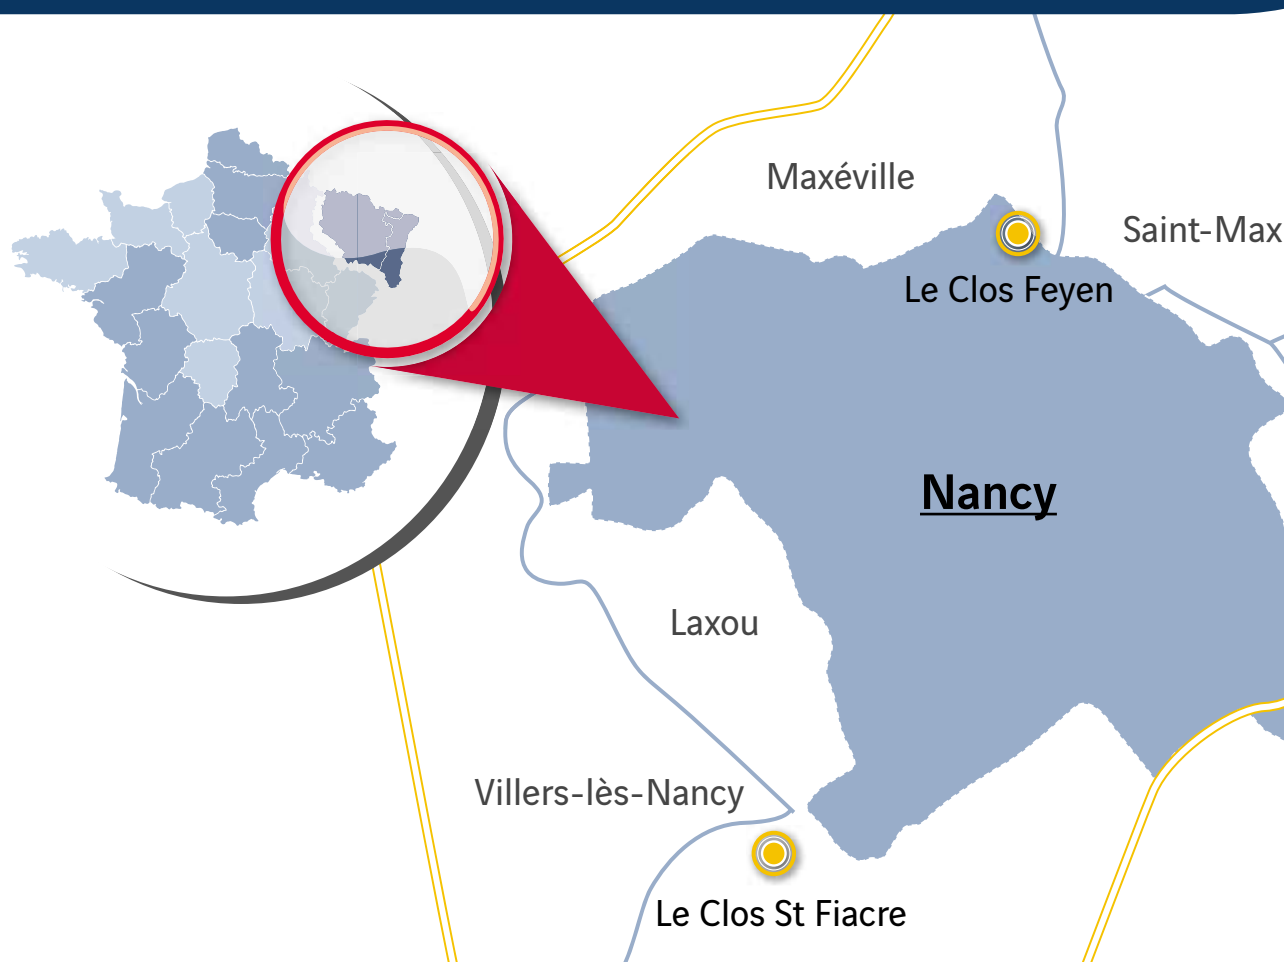 Maxéville
Saint-Max
Le Clos Feyen
Nancy
Laxou
Villers-lès-Nancy
Le Clos St Fiacre